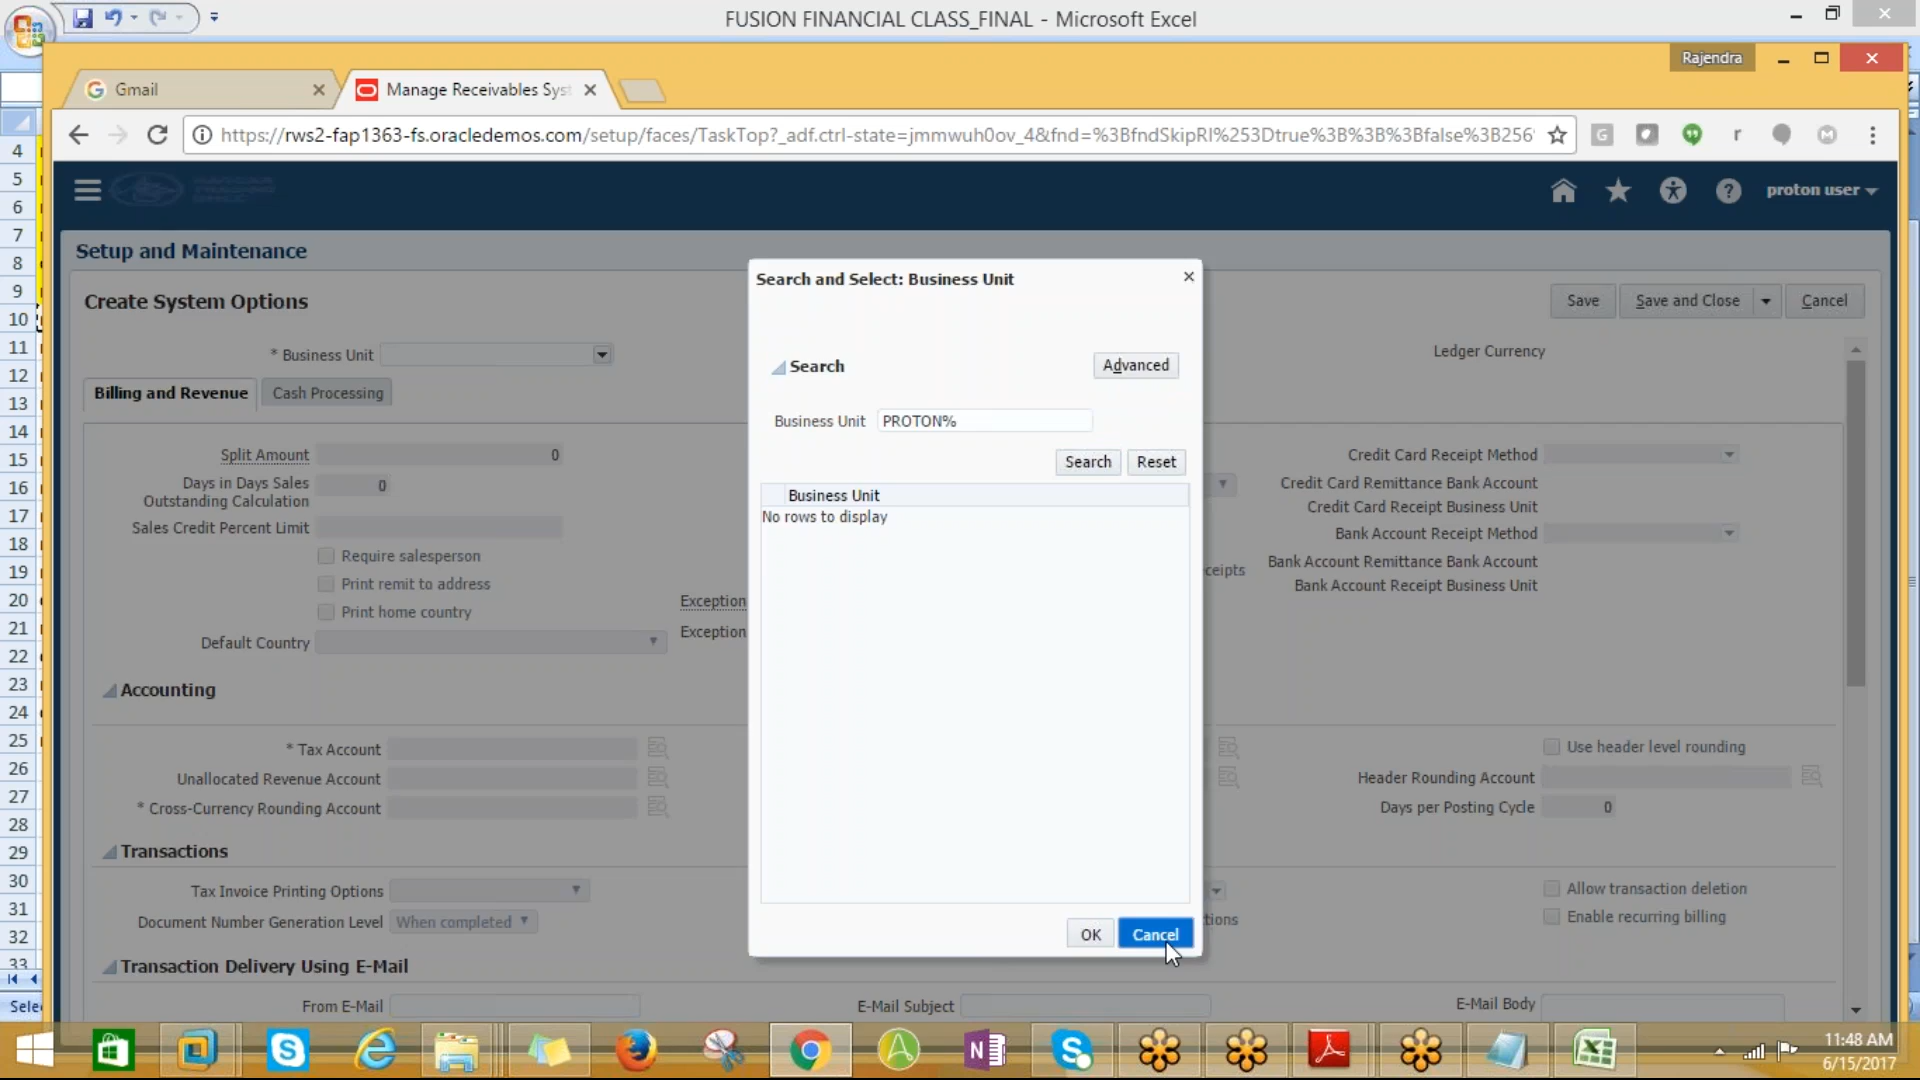 FUSION FINANCIAL CLASS_FINAL - Microsoft Excel
Rajendra
Gmail
Manage Receivables Syst
https://rws2-fap1363-fs.oracledemos.com/setup/faces/TaskTop?_adf.ctrl-state=jmmwuh0ov_4&fnd=%3BfndSkipRI%253Dtrue%3B%3B%3Bfalse%3B256
proton user
Setup and Maintenance
Create System Options
Save
Save and Close
Cancel
* Business Unit
Ledger Currency
Billing and Revenue
Cash Processing
Split Amount 0
Days in Days Sales
Outstanding Calculation
0
Sales Credit Percent Limit
Require salesperson
Print remit to address
Print home country
Default Country
Exception
Exception
ceipts
Credit Card Receipt Method
Credit Card Remittance Bank Account
Credit Card Receipt Business Unit
Bank Account Receipt Method
Bank Account Remittance Bank Account
Bank Account Receipt Business Unit
Accounting
* Tax Account
Unallocated Revenue Account
* Cross-Currency Rounding Account
Use header level rounding
Header Rounding Account
Days per Posting Cycle 0
Transactions
Tax Invoice Printing Options
Document Number Generation Level When completed
tions
Allow transaction deletion
Enable recurring billing
Transaction Delivery Using E-Mail
From E-Mail
E-Mail Subject
E-Mail Body
Search and Select: Business Unit
Search
Advanced
Business Unit PROTON%
Search
Reset
Business Unit
No rows to display
OK
Cancel
4
5
6
7
8
9
10
11
12
13
14
15
16
17
18
19
20
21
22
23
24
25
26
27
28
29
30
31
32
33
Selec
11:48 AM
6/15/2017